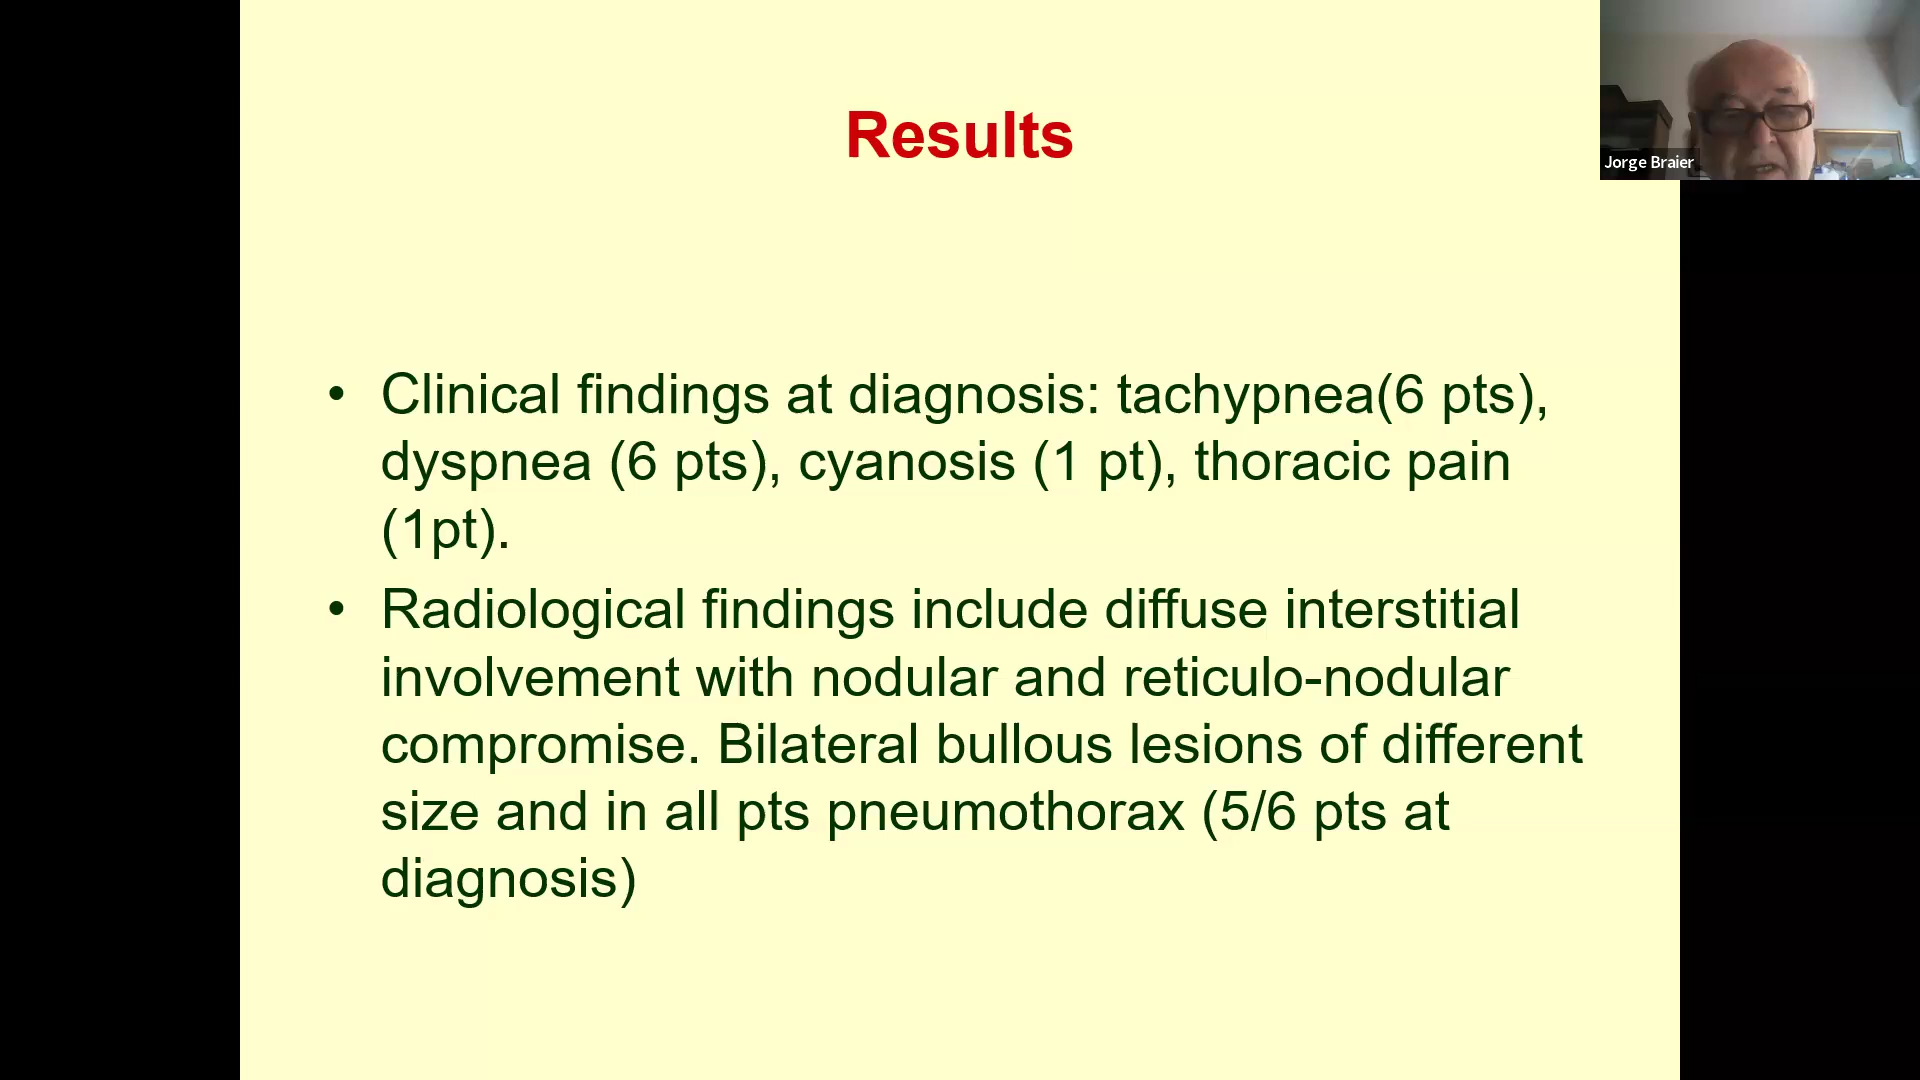 Results
Jorge Braier
• Clinical findings at diagnosis: tachypnea(6 pts),
dyspnea (6 pts), cyanosis (1 pt), thoracic pain
(1pt).
• Radiological findings include diffuse interstitial
involvement with nodular and reticulo-nodular
compromise. Bilateral bullous lesions of different
size and in all pts pneumothorax (5/6 pts at
diagnosis)